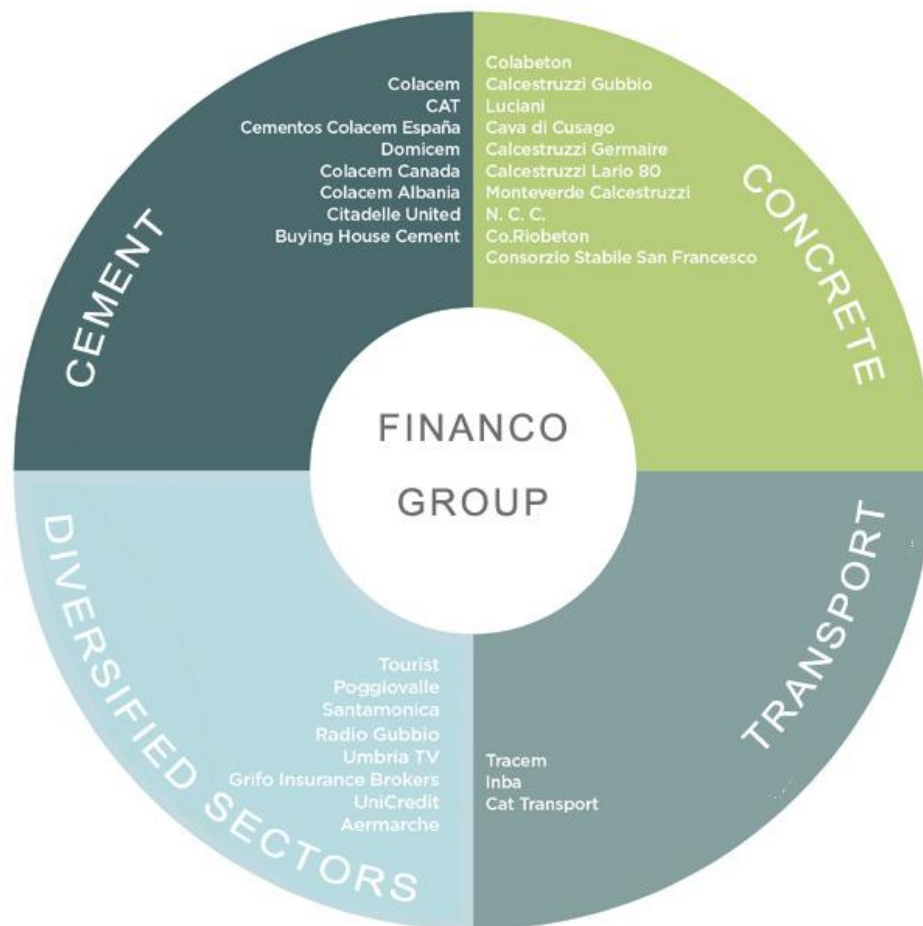 CEMENT
Colacem
CAT
Cementos Colacem España
Domicem
Colacem Canada
Colacem Albania
Citadelle United
Buying House Cement
CONCRETE
Colabeton
Calcestruzzi Gubbio
Luciani
Cava di Cusago
Calcestruzzi Germaire
Calcestruzzi Lario 80
Monteverde Calcestruzzi
N. C. C.
Co.Riobeton
Consorzio Stabile San Francesco
FINANCO
GROUP
DIVERSIFIED SECTORS
Tourist
Poggiovalle
Santamonica
Radio Gubbio
Umbria TV
Grifo Insurance Brokers
UniCredit
Aermarche
TRANSPORT
Tracem
Inba
Cat Transport